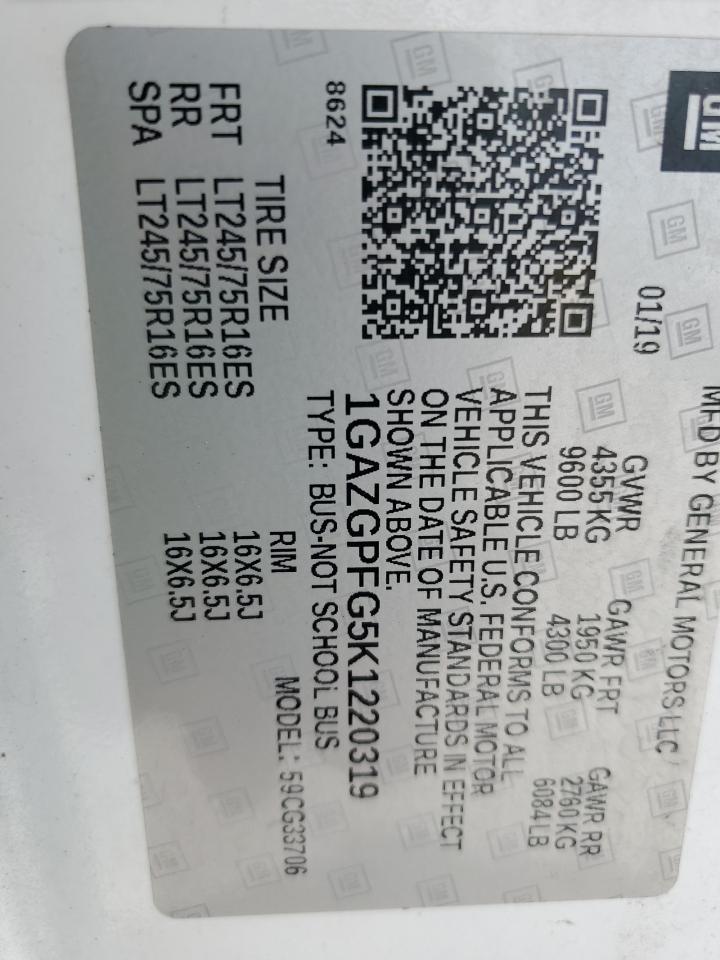 GM
MFD BY GENERAL MOTORS LLC
01/19
GVWR GAWR FRT GAWR RR
4355 KG 1950 KG 2760 KG
9600 LB 4300 LB 6084 LB
THIS VEHICLE CONFORMS TO ALL
APPLICABLE U.S. FEDERAL MOTOR
VEHICLE SAFETY STANDARDS IN EFFECT
ON THE DATE OF MANUFACTURE
SHOWN ABOVE.
1GAZGPFG5K1220319
8624 TYPE: BUS-NOT SCHOOL BUS
MODEL: 59CG33706
TIRE SIZE RIM
FRT LT245/75R16ES 16X6.5J
RR LT245/75R16ES 16X6.5J
SPA LT245/75R16ES 16X6.5J